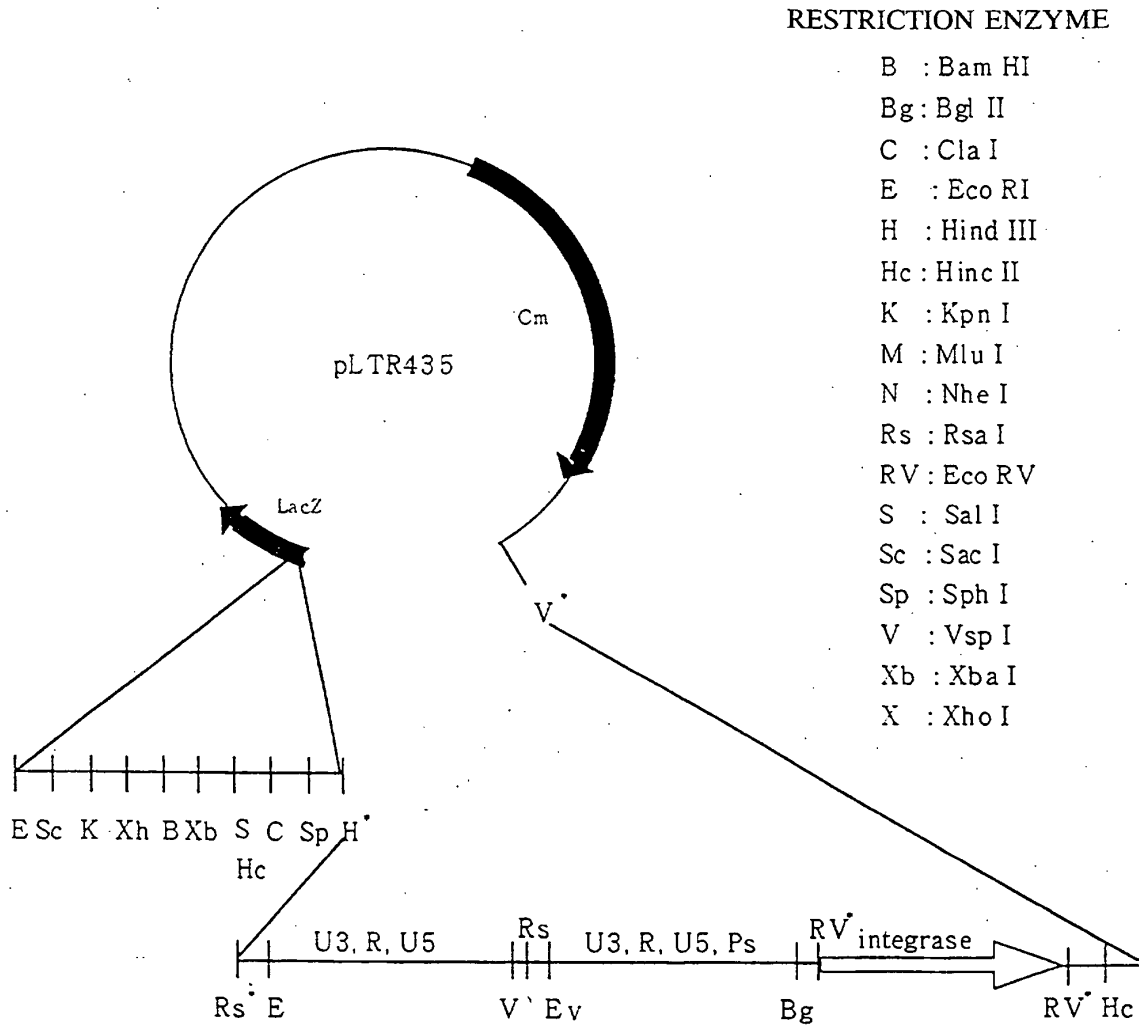 RESTRICTION ENZYME
B : Bam HI
Bg : Bgl II
C : Cla I
E : Eco RI
H : Hind III
Hc : Hinc II
K : Kpn I
M : Mlu I
N : Nhe I
Rs : Rsa I
RV : Eco RV
S : Sal I
Sc : Sac I
Sp : Sph I
V : Vsp I
Xb : Xba I
X : Xho I
Cm
pLTR435
LacZ
V*
E Sc K Xh B Xb S C Sp H*
Hc
Rs RV*
U3, R, U5 U3, R, U5, Ps integrase
Rs* E V` Ev Bg RV* Hc